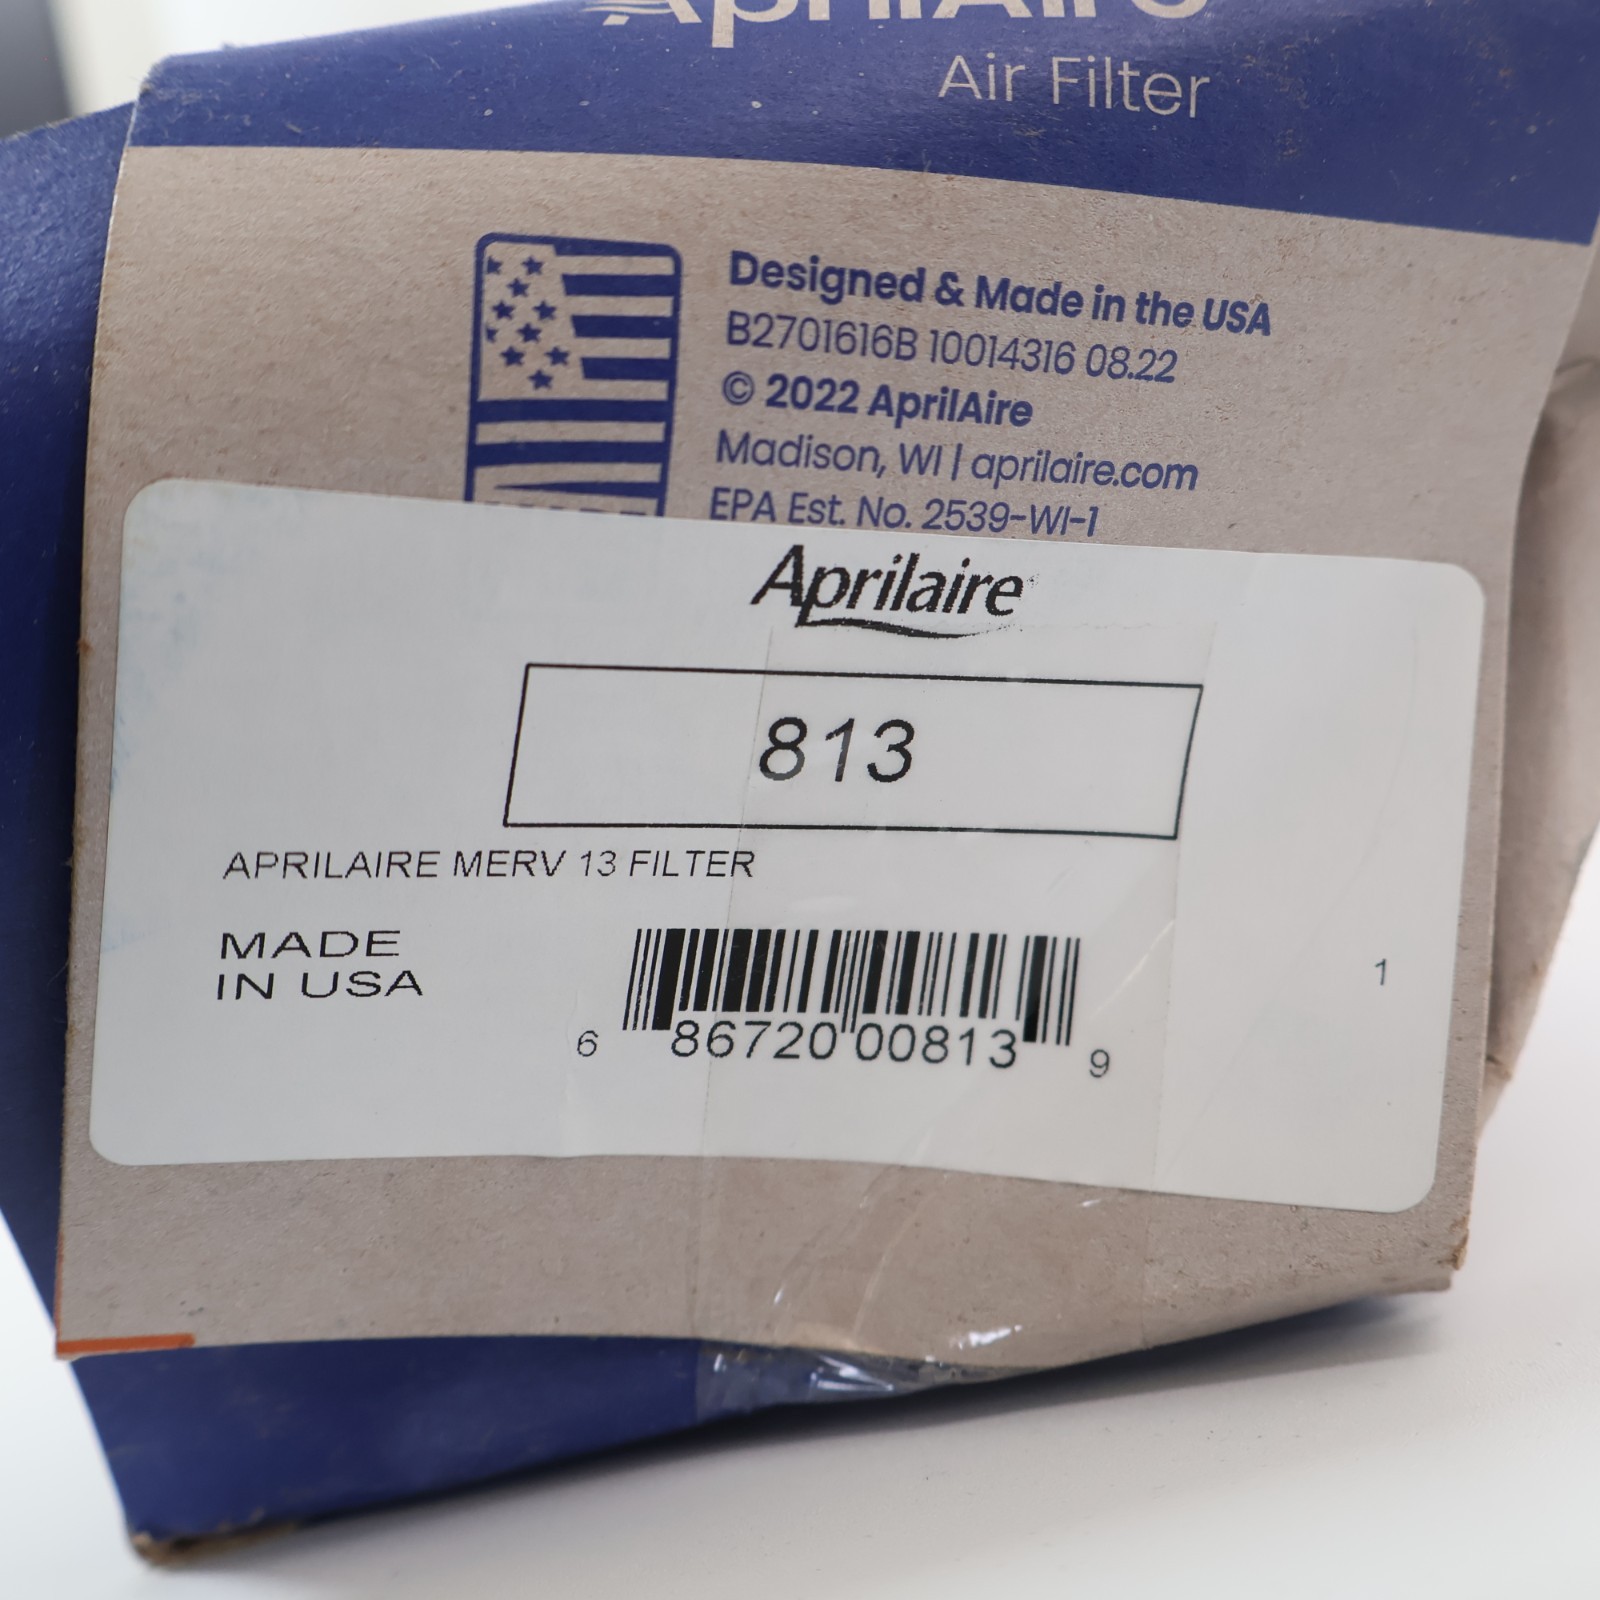 AprilAire
Air Filter
Designed & Made in the USA
B2701616B 10014316 08.22
© 2022 AprilAire
Madison, WI | aprilaire.com
EPA Est. No. 2539-WI-1
Aprilaire
813
APRILAIRE MERV 13 FILTER
MADE
IN USA
6 86720 00813 9
1